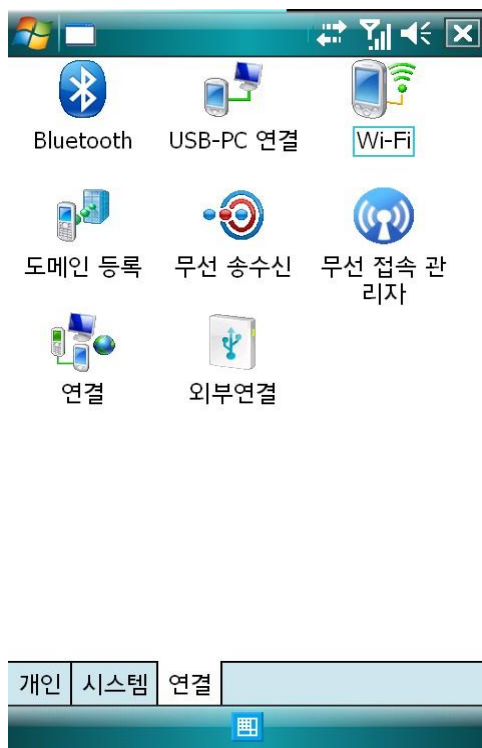 Bluetooth
USB-PC 연결
Wi-Fi
도메인 등록
무선 송수신
무선 접속 관
리자
연결
외부연결
개인
시스템
연결